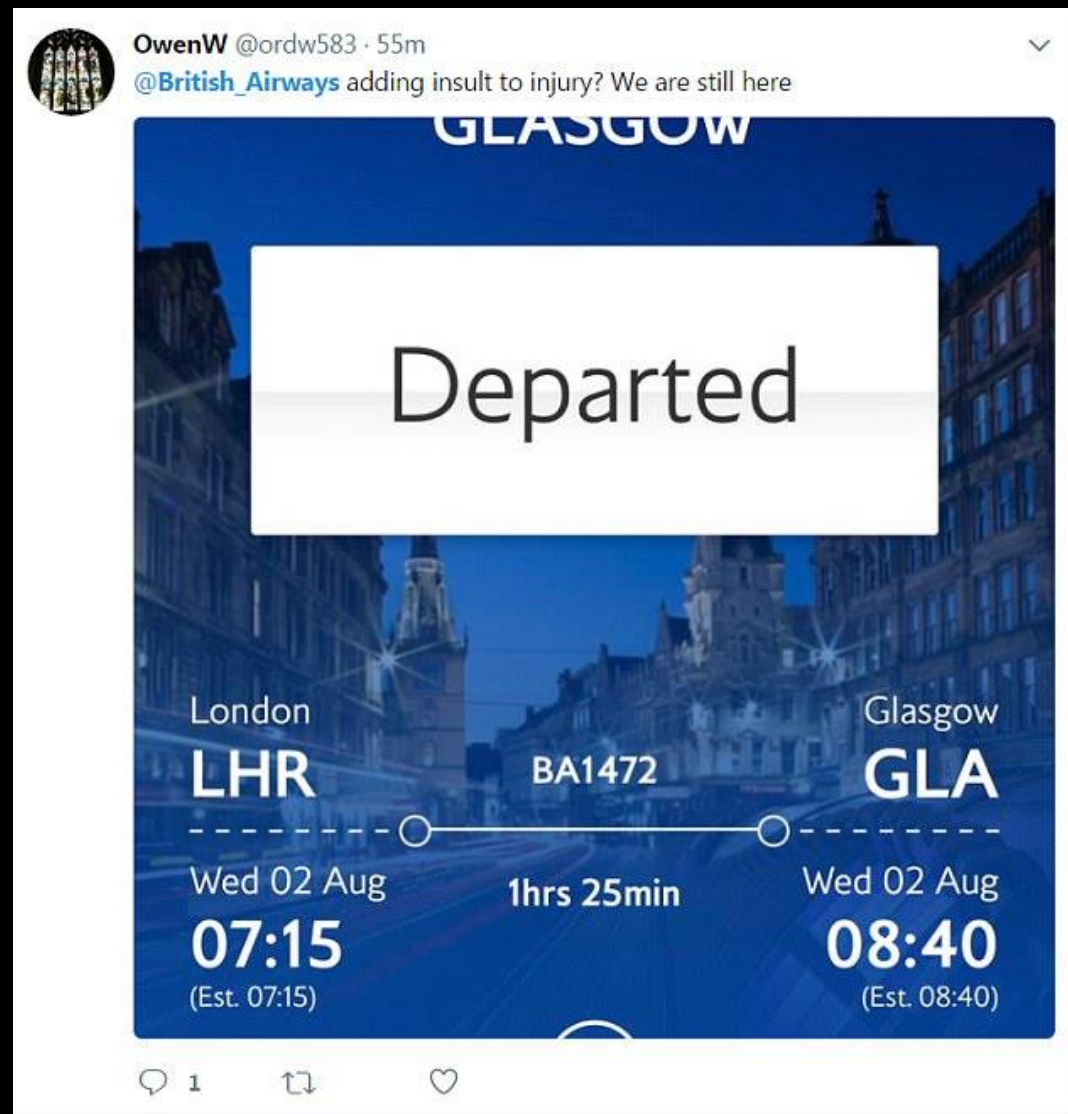 OwenW @ordw583 · 55m
@British_Airways adding insult to injury? We are still here
GLASGOW
Departed
London
Glasgow
LHR
BA1472
GLA
Wed 02 Aug
1hrs 25min
Wed 02 Aug
07:15
08:40
(Est. 07:15)
(Est. 08:40)
1